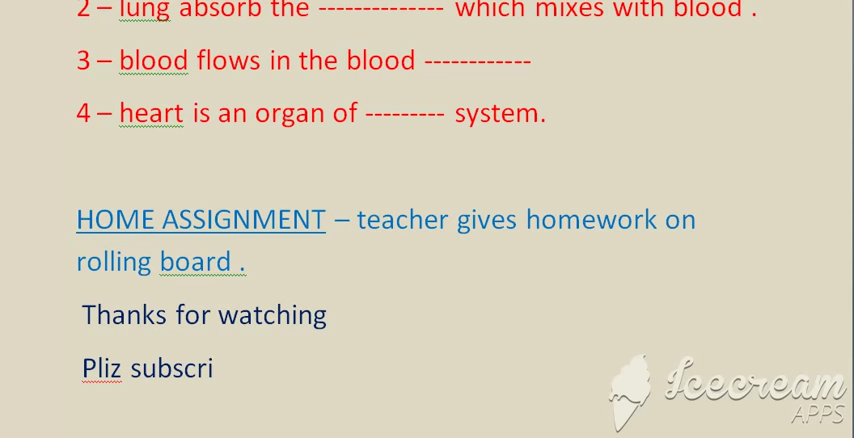 2 – lung absorb the -------------- which mixes with blood .
3 – blood flows in the blood ------------
4 – heart is an organ of --------- system.
HOME ASSIGNMENT – teacher gives homework on
rolling board .
Thanks for watching
Pliz subscri
Icecream
APPS